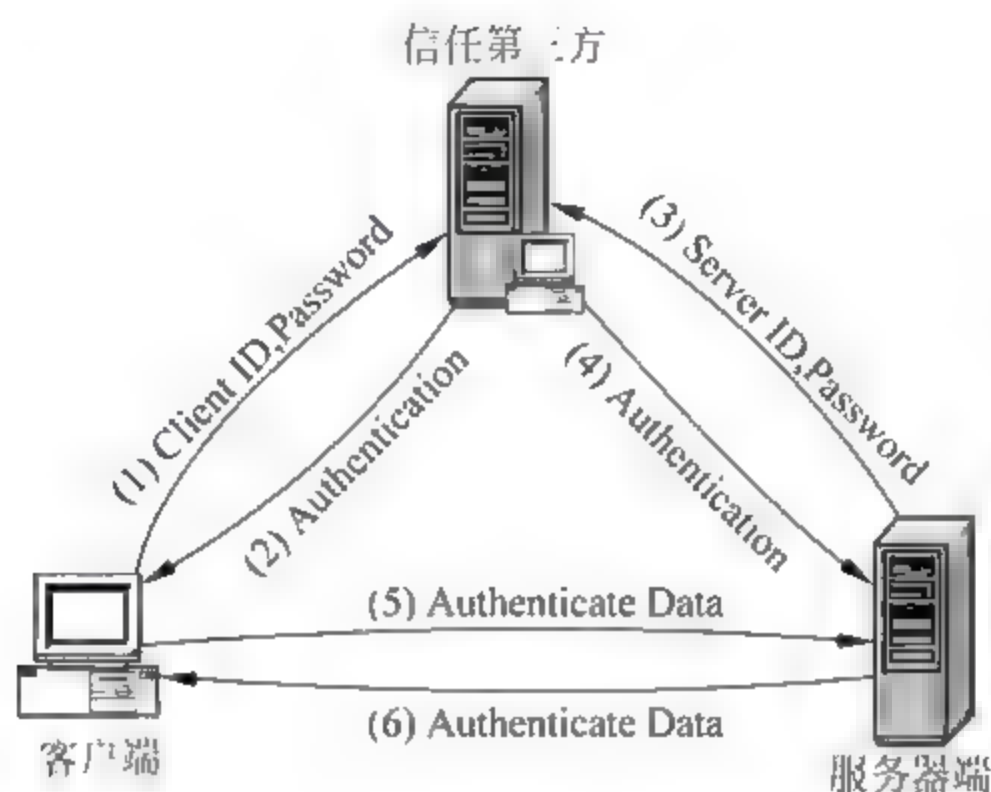 信任第三方
(1) Client ID,Password
(2) Authentication
(3) Server ID,Password
(4) Authentication
(5) Authenticate Data
(6) Authenticate Data
客户端
服务器端